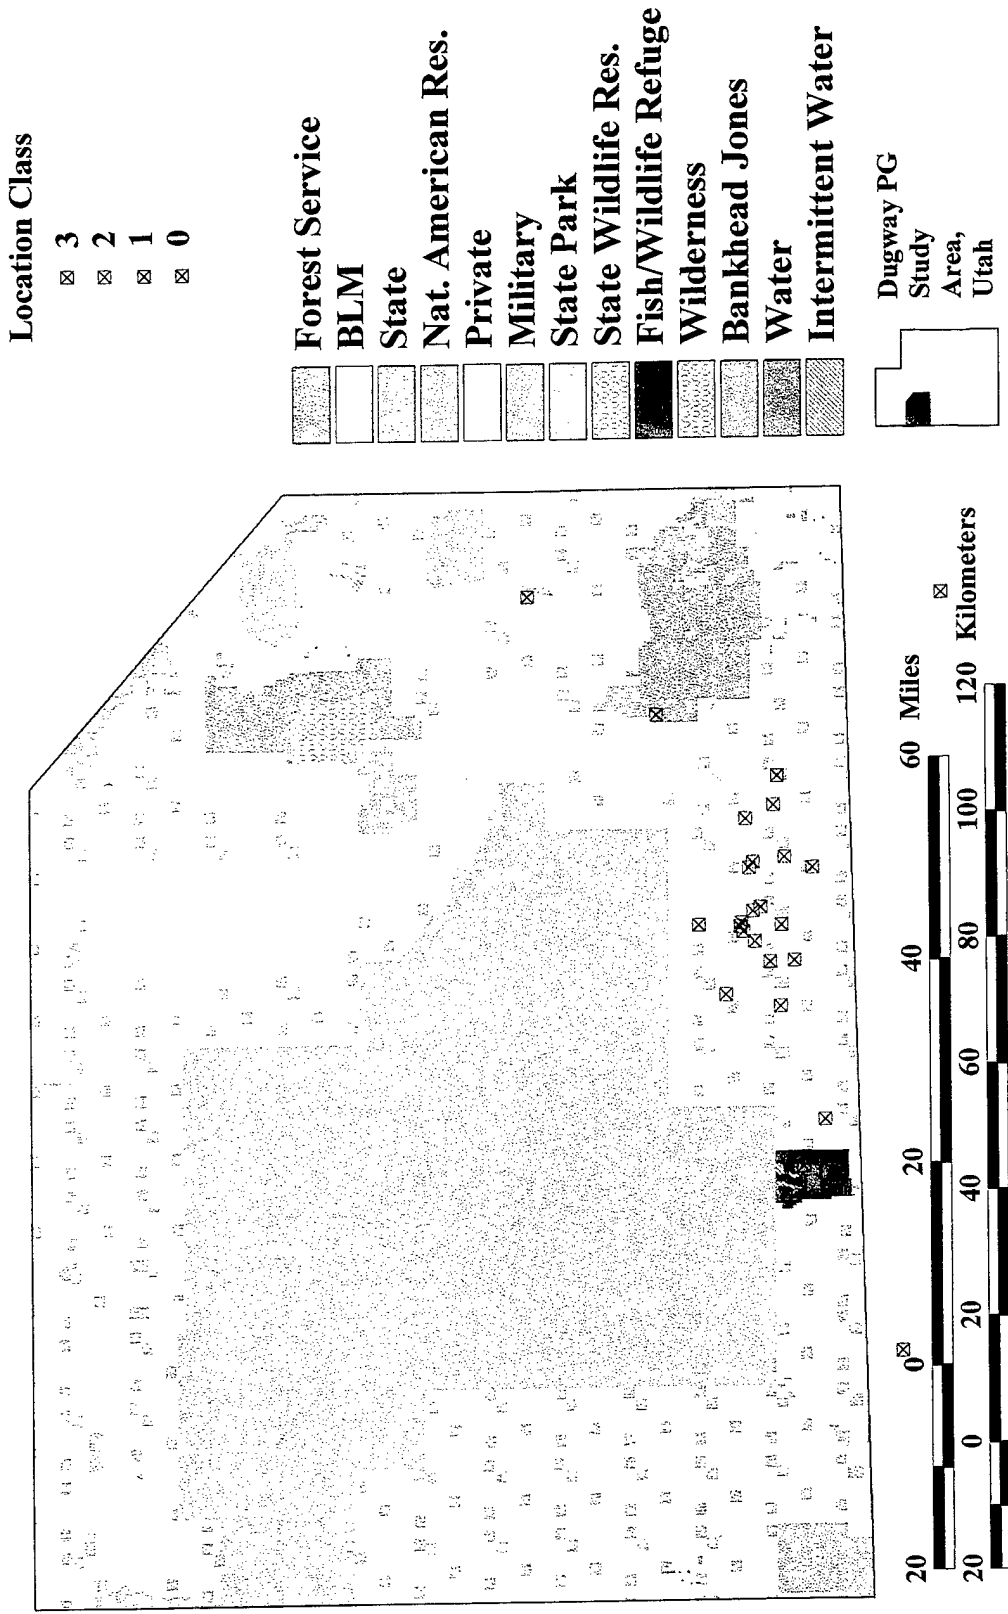 Location Class
3
2
1
0
Forest Service
BLM
State
Nat. American Res.
Private
Military
State Park
State Wildlife Res.
Fish/Wildlife Refuge
Wilderness
Bankhead Jones
Water
Intermittent Water
Dugway PG
Study
Area,
Utah
20 0 20 40 60 Miles
20 0 20 40 60 80 100 120 Kilometers